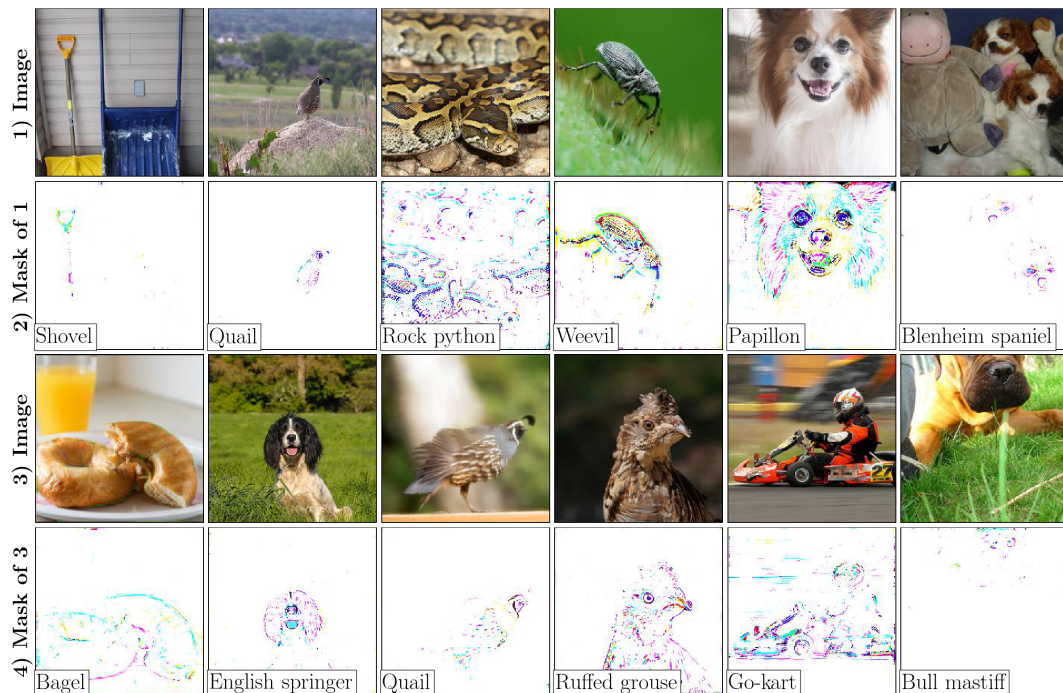 1) Image
2) Mask of 1
Shovel
Quail
Rock python
Weevil
Papillon
Blenheim spaniel
3) Image
27
4) Mask of 3
Bagel
English springer
Quail
Ruffed grouse
Go-kart
Bull mastiff